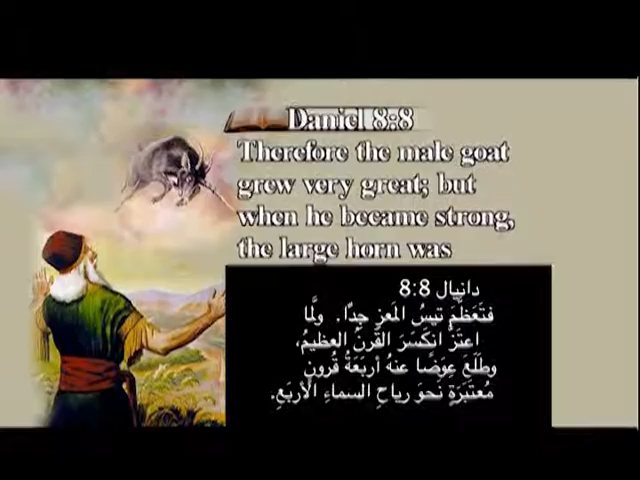 Daniel 8:8
Therefore the male goat
grew very great; but
when he became strong,
the large horn was
دانيال 8:8
فتَعَظَّمَ تيسُ المَعزِ جِدًّا. ولَمَّا
اعتَزَّ انكَسَرَ القَرنُ العظيمُ،
وطَلَعَ عِوَضًا عنهُ أربَعَةُ قُرونٍ
مُعتَبَرَةٍ نَحوَ رياحِ السماءِ الأربَعِ.